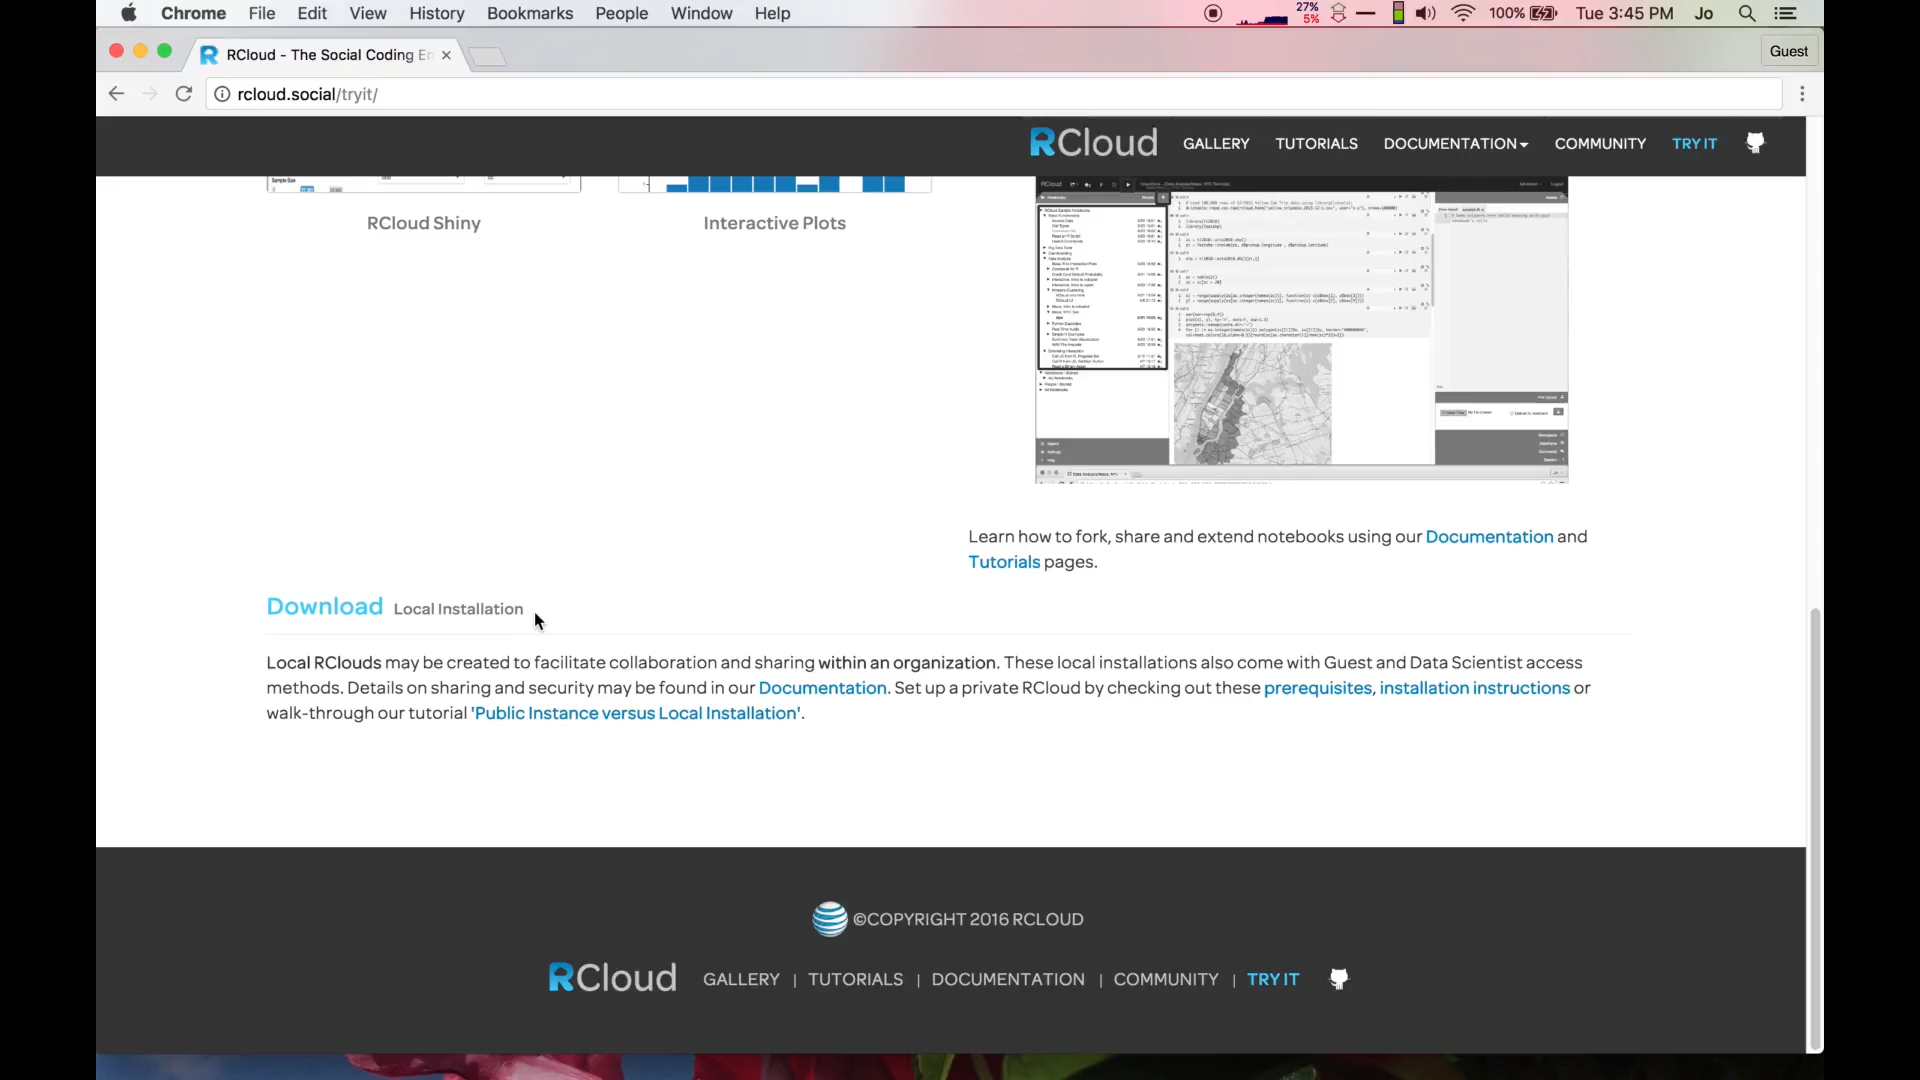 Chrome File Edit View History Bookmarks People Window Help 27% 5% 100% Tue 3:45 PM Jo
RCloud - The Social Coding En Guest
rcloud.social/tryit/
RCloud GALLERY TUTORIALS DOCUMENTATION COMMUNITY TRY IT
RCloud Shiny
Interactive Plots
Learn how to fork, share and extend notebooks using our Documentation and
Tutorials pages.
Download Local Installation
Local RClouds may be created to facilitate collaboration and sharing within an organization. These local installations also come with Guest and Data Scientist access
methods. Details on sharing and security may be found in our Documentation. Set up a private RCloud by checking out these prerequisites, installation instructions or
walk-through our tutorial 'Public Instance versus Local Installation'.
©COPYRIGHT 2016 RCLOUD
RCloud GALLERY | TUTORIALS | DOCUMENTATION | COMMUNITY | TRY IT